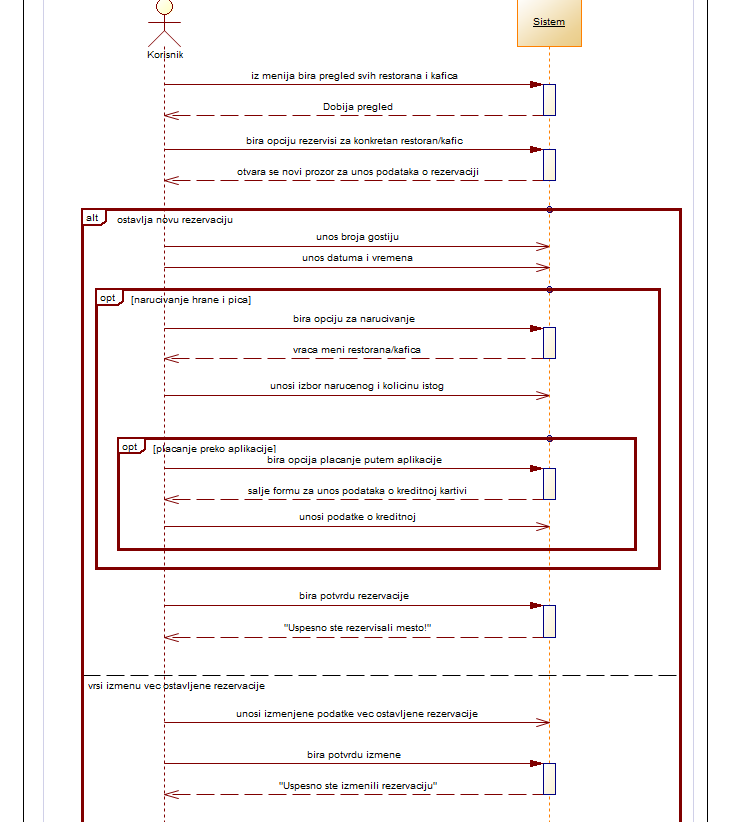 Sistem
Korisnik
iz menija bira pregled svih restorana i kafica
Dobija pregled
bira opciju rezervisi za konkretan restoran/kafic
otvara se novi prozor za unos podataka o rezervaciji
alt
ostavlja novu rezervaciju
unos broja gostiju
unos datuma i vremena
opt
[narucivanje hrane i pica]
bira opciju za narucivanje
vraca meni restorana/kafica
unosi izbor narucenog i kolicinu istog
opt
[placanje preko aplikacije]
bira opcija placanje putem aplikacije
salje formu za unos podataka o kreditnoj kartivi
unosi podatke o kreditnoj
bira potvrdu rezervacije
"Uspesno ste rezervisali mesto!"
vrsi izmenu vec ostavljene rezervacije
unosi izmenjene podatke vec ostavljene rezervacije
bira potvrdu izmene
"Uspesno ste izmenili rezervaciju"